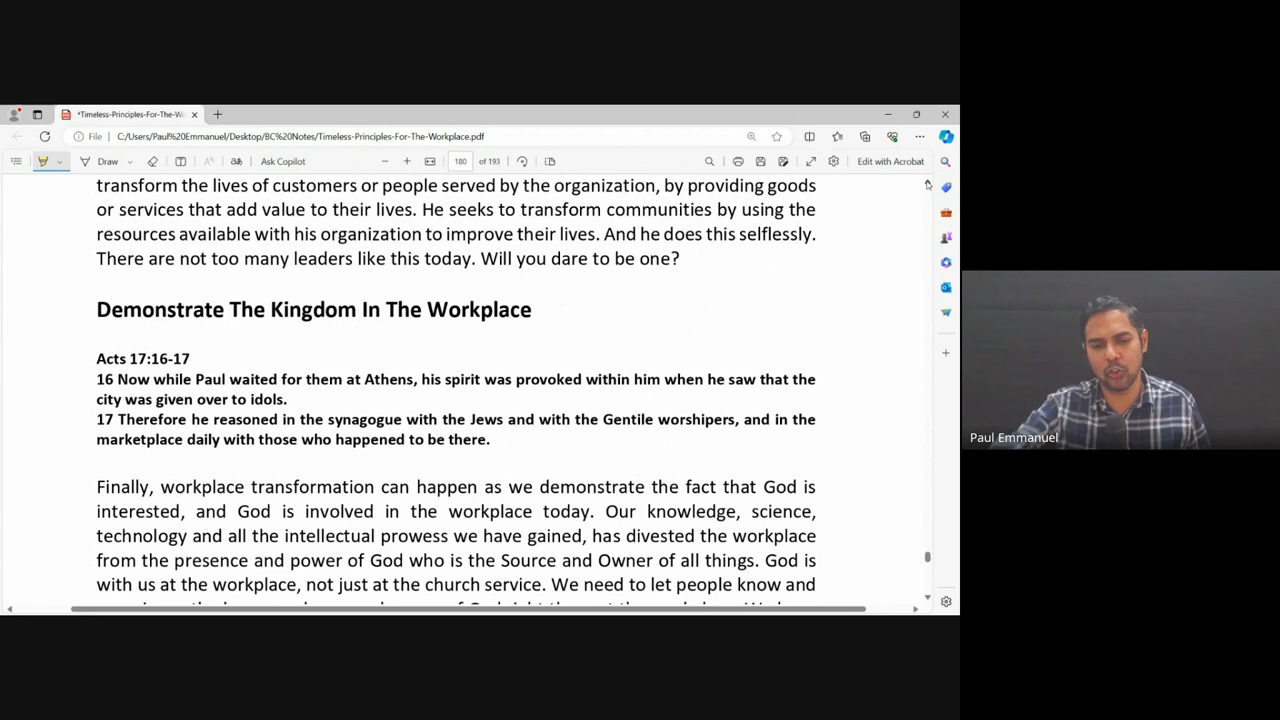 *Timeless-Principles-For-The-Wo
File
C:/Users/Paul%20Emmanuel/Desktop/BC%20Notes/Timeless-Principles-For-The-Workplace.pdf
Draw
Ask Copilot
180 of 193
Edit with Acrobat
transform the lives of customers or people served by the organization, by providing goods
or services that add value to their lives. He seeks to transform communities by using the
resources available with his organization to improve their lives. And he does this selflessly.
There are not too many leaders like this today. Will you dare to be one?
Demonstrate The Kingdom In The Workplace
Acts 17:16-17
16 Now while Paul waited for them at Athens, his spirit was provoked within him when he saw that the
city was given over to idols.
17 Therefore he reasoned in the synagogue with the Jews and with the Gentile worshipers, and in the
marketplace daily with those who happened to be there.
Finally, workplace transformation can happen as we demonstrate the fact that God is
interested, and God is involved in the workplace today. Our knowledge, science,
technology and all the intellectual prowess we have gained, has divested the workplace
from the presence and power of God who is the Source and Owner of all things. God is
with us at the workplace, not just at the church service. We need to let people know and
Paul Emmanuel